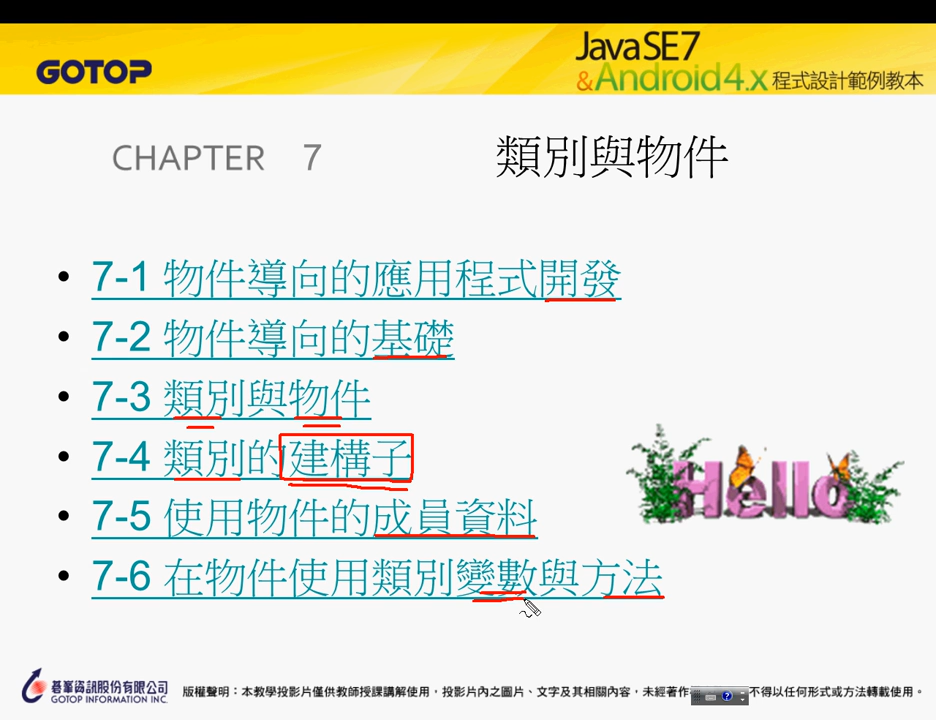 GOTOP
Java SE7
&Android4.x 程式設計範例教本
CHAPTER 7 類別與物件
• 7-1 物件導向的應用程式開發
• 7-2 物件導向的基礎
• 7-3 類別與物件
• 7-4 類別的建構子
• 7-5 使用物件的成員資料
• 7-6 在物件使用類別變數與方法
Hello
碁峯資訊股份有限公司
GOTOP INFORMATION INC.
版權聲明：本教學投影片僅供教師授課講解使用，投影片內之圖片、文字及其相關內容，未經著作 不得以任何形式或方法轉載使用。